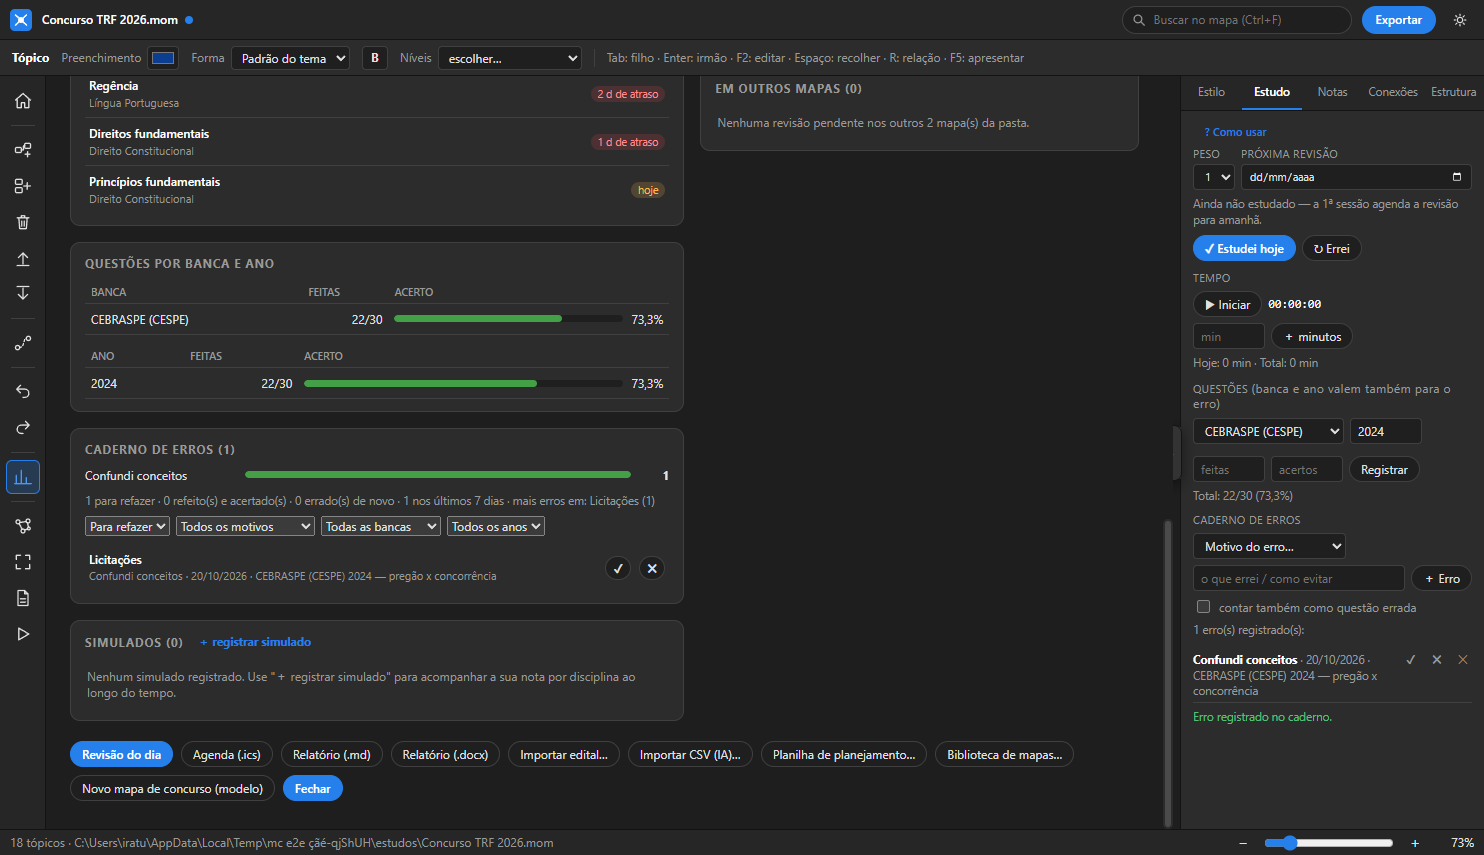 Concurso TRF 2026.mom
Buscar no mapa (Ctrl+F)
Exportar
Tópico Preenchimento Forma Padrão do tema B Níveis escolher... Tab: filho · Enter: irmão · F2: editar · Espaço: recolher · R: relação · F5: apresentar
Regência
Língua Portuguesa
2 d de atraso
Direitos fundamentais
Direito Constitucional
1 d de atraso
Princípios fundamentais
Direito Constitucional
hoje
EM OUTROS MAPAS (0)
Nenhuma revisão pendente nos outros 2 mapa(s) da pasta.
QUESTÕES POR BANCA E ANO
BANCA FEITAS ACERTO
CEBRASPE (CESPE) 22/30 73,3%
ANO FEITAS ACERTO
2024 22/30 73,3%
CADERNO DE ERROS (1)
Confundi conceitos 1
1 para refazer · 0 refeito(s) e acertado(s) · 0 errado(s) de novo · 1 nos últimos 7 dias · mais erros em: Licitações (1)
Para refazer Todos os motivos Todas as bancas Todos os anos
Licitações
Confundi conceitos · 20/10/2026 · CEBRASPE (CESPE) 2024 — pregão x concorrência
✓ ✕
SIMULADOS (0) + registrar simulado
Nenhum simulado registrado. Use "+ registrar simulado" para acompanhar a sua nota por disciplina ao
longo do tempo.
Revisão do dia Agenda (.ics) Relatório (.md) Relatório (.docx) Importar edital... Importar CSV (IA)... Planilha de planejamento... Biblioteca de mapas...
Novo mapa de concurso (modelo) Fechar
Estilo Estudo Notas Conexões Estrutura
? Como usar
PESO PRÓXIMA REVISÃO
1 dd/mm/aaaa
Ainda não estudado — a 1ª sessão agenda a revisão
para amanhã.
✓ Estudei hoje ↻ Errei
TEMPO
▶ Iniciar 00:00:00
min + minutos
Hoje: 0 min · Total: 0 min
QUESTÕES (banca e ano valem também para o
erro)
CEBRASPE (CESPE) 2024
feitas acertos Registrar
Total: 22/30 (73,3%)
CADERNO DE ERROS
Motivo do erro...
o que errei / como evitar + Erro
contar também como questão errada
1 erro(s) registrado(s):
Confundi conceitos · 20/10/2026 · ✓ ✕ ✕
CEBRASPE (CESPE) 2024 — pregão x
concorrência
Erro registrado no caderno.
18 tópicos · C:\Users\iratu\AppData\Local\Temp\mc e2e çãé-qjShUH\estudos\Concurso TRF 2026.mom
− + 73%